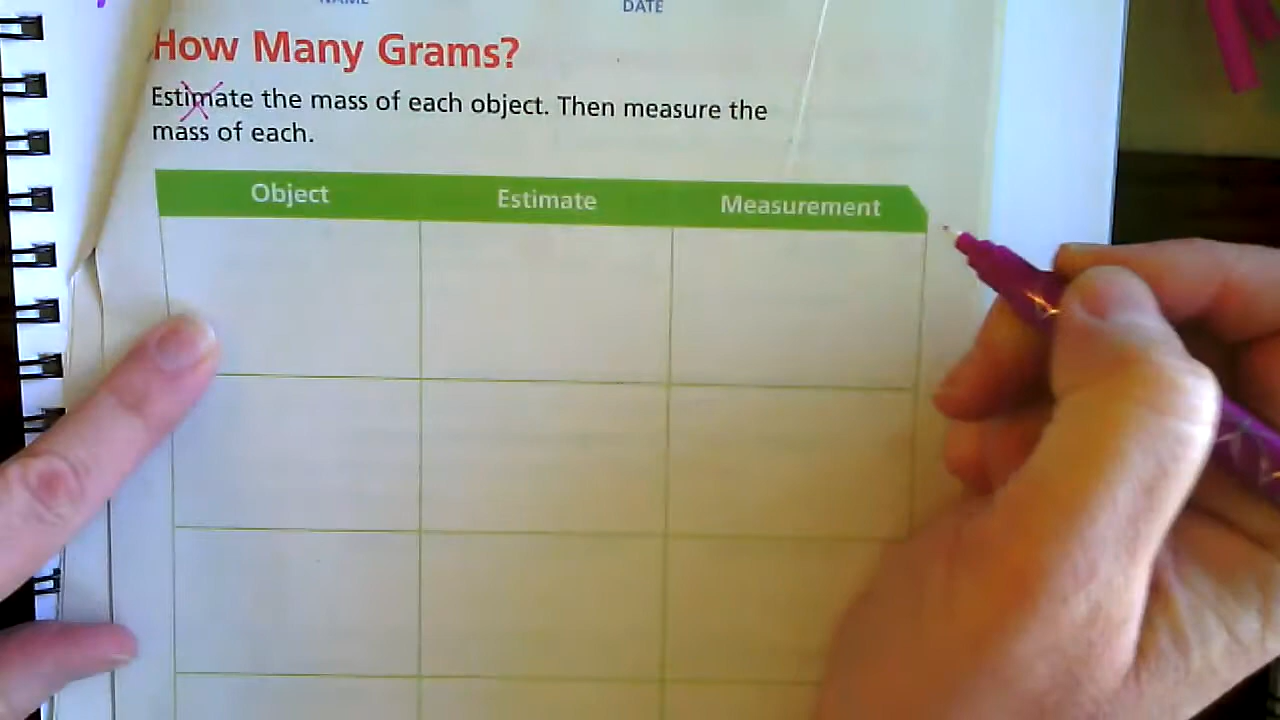 NAME
DATE
How Many Grams?
Estimate the mass of each object. Then measure the
mass of each.
Object Estimate Measurement